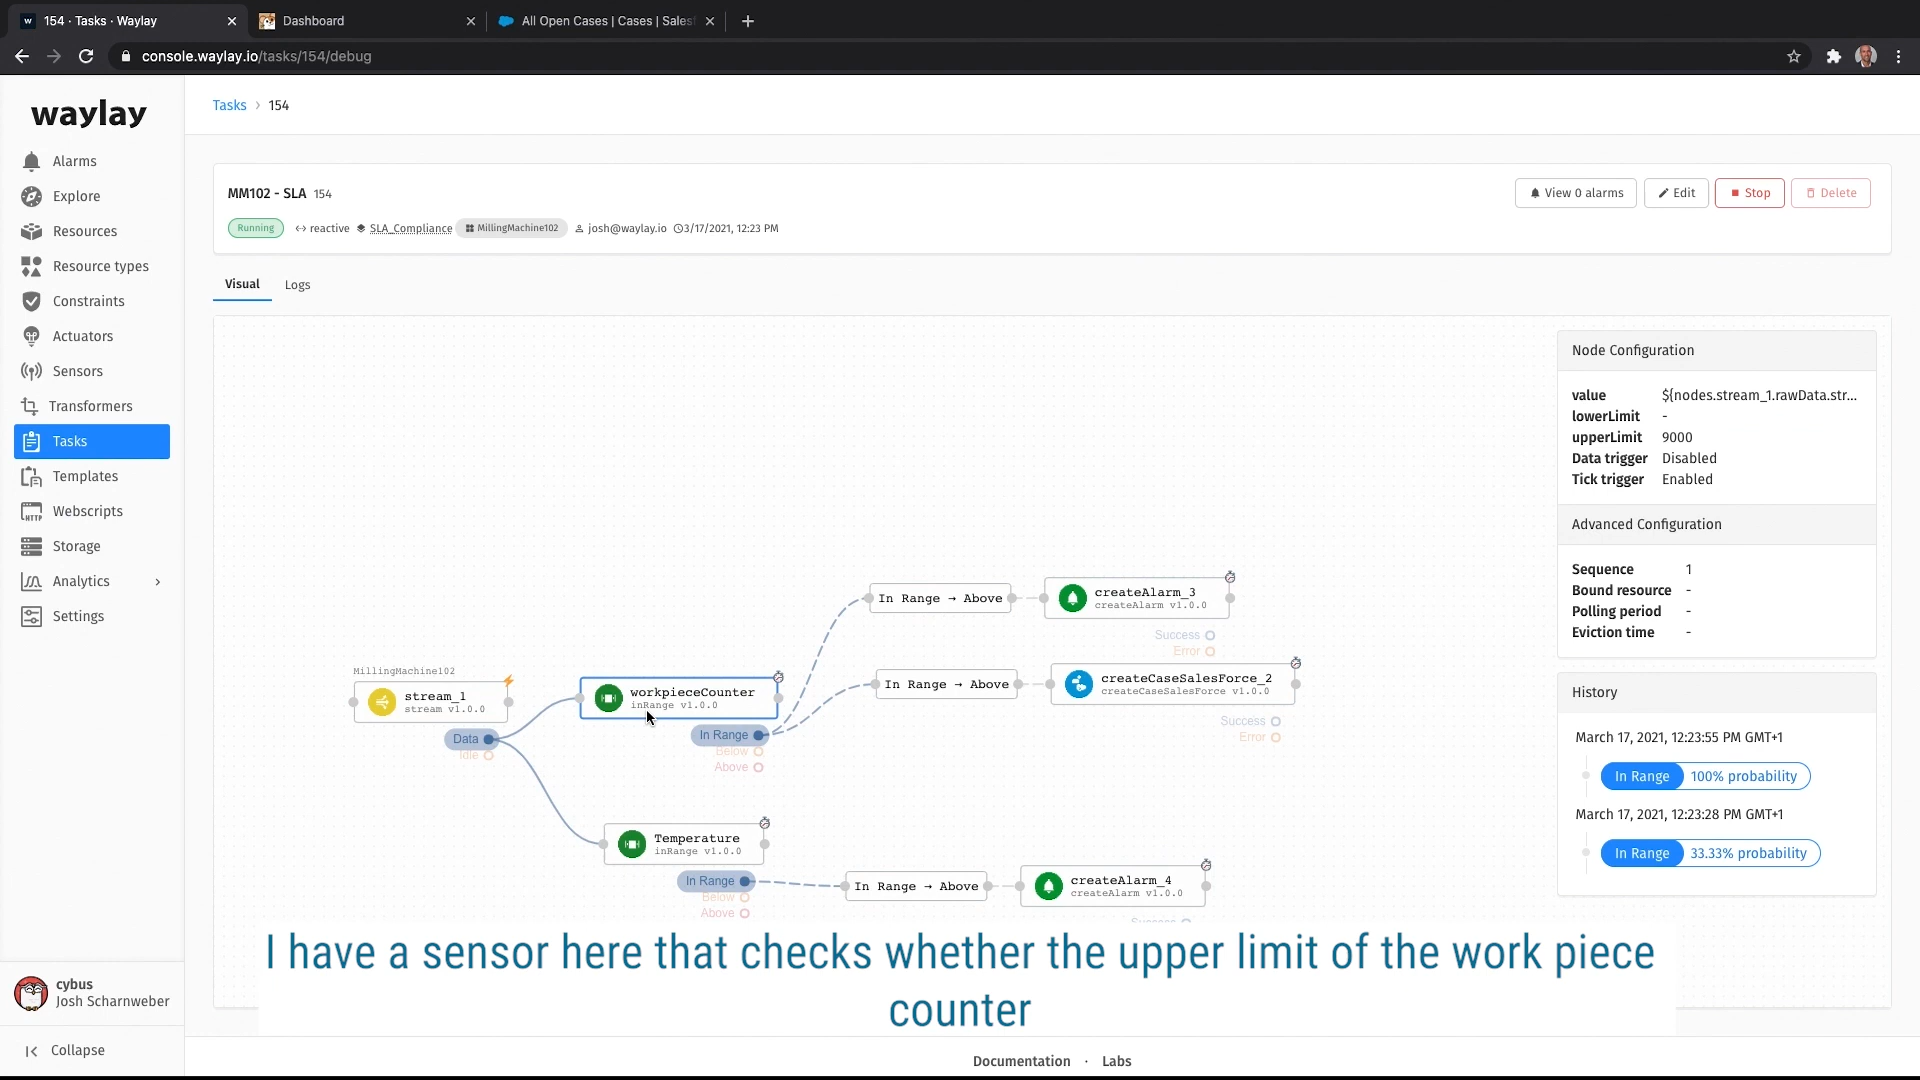 154 · Tasks · Waylay
Dashboard
All Open Cases | Cases | Sales
console.waylay.io/tasks/154/debug
waylay
Alarms
Explore
Resources
Resource types
Constraints
Actuators
Sensors
Transformers
Tasks
Templates
Webscripts
Storage
Analytics
Settings
cybus
Josh Scharnweber
Collapse
Tasks › 154
MM102 - SLA 154
View 0 alarms
Edit
Stop
Delete
Running
reactive
SLA_Compliance
MillingMachine102
josh@waylay.io
3/17/2021, 12:23 PM
Visual
Logs
MillingMachine102
stream_1
stream v1.0.0
Data
Idle
workpieceCounter
inRange v1.0.0
In Range
Below
Above
In Range → Above
createAlarm_3
createAlarm v1.0.0
Success
Error
In Range → Above
createCaseSalesForce_2
createCaseSalesForce v1.0.0
Success
Error
Temperature
inRange v1.0.0
In Range
Below
Above
In Range → Above
createAlarm_4
createAlarm v1.0.0
Success
Node Configuration
value ${nodes.stream_1.rawData.str...
lowerLimit -
upperLimit 9000
Data trigger Disabled
Tick trigger Enabled
Advanced Configuration
Sequence 1
Bound resource -
Polling period -
Eviction time -
History
March 17, 2021, 12:23:55 PM GMT+1
In Range 100% probability
March 17, 2021, 12:23:28 PM GMT+1
In Range 33.33% probability
I have a sensor here that checks whether the upper limit of the work piece
counter
Documentation · Labs